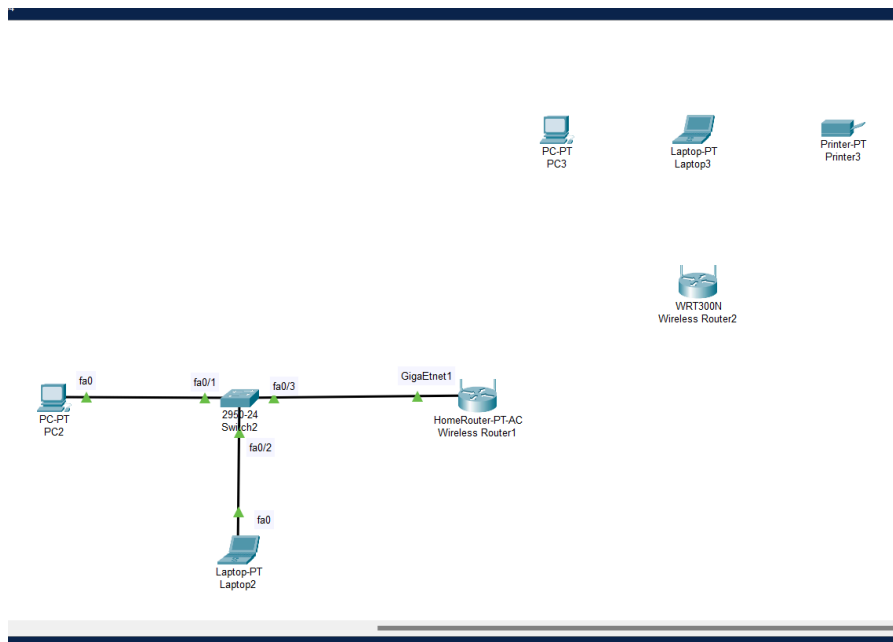 PC-PT
PC3
Laptop-PT
Laptop3
Printer-PT
Printer3
WRT300N
Wireless Router2
GigaEtnet1
fa0
fa0/1
fa0/3
PC-PT
PC2
2950-24
Switch2
HomeRouter-PT-AC
Wireless Router1
fa0/2
fa0
Laptop-PT
Laptop2